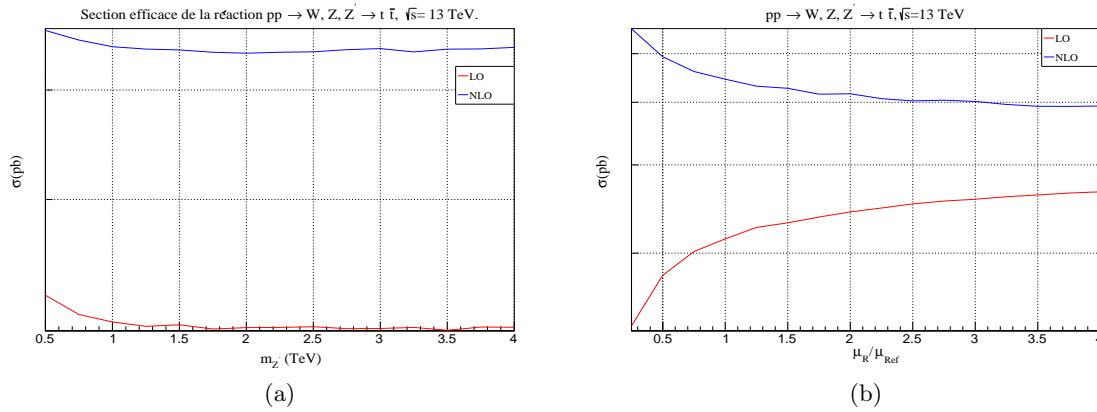 Section efficace de la reaction pp → W, Z, Z' → t t̄, √s= 13 TeV.
LO
NLO
σ(pb)
0.5 1 1.5 2 2.5 3 3.5 4
m_Z' (TeV)
(a)
pp → W, Z, Z' → t t̄,√s=13 TeV
LO
NLO
σ(pb)
0.5 1 1.5 2 2.5 3 3.5 4
μ_R/μ_Ref
(b)